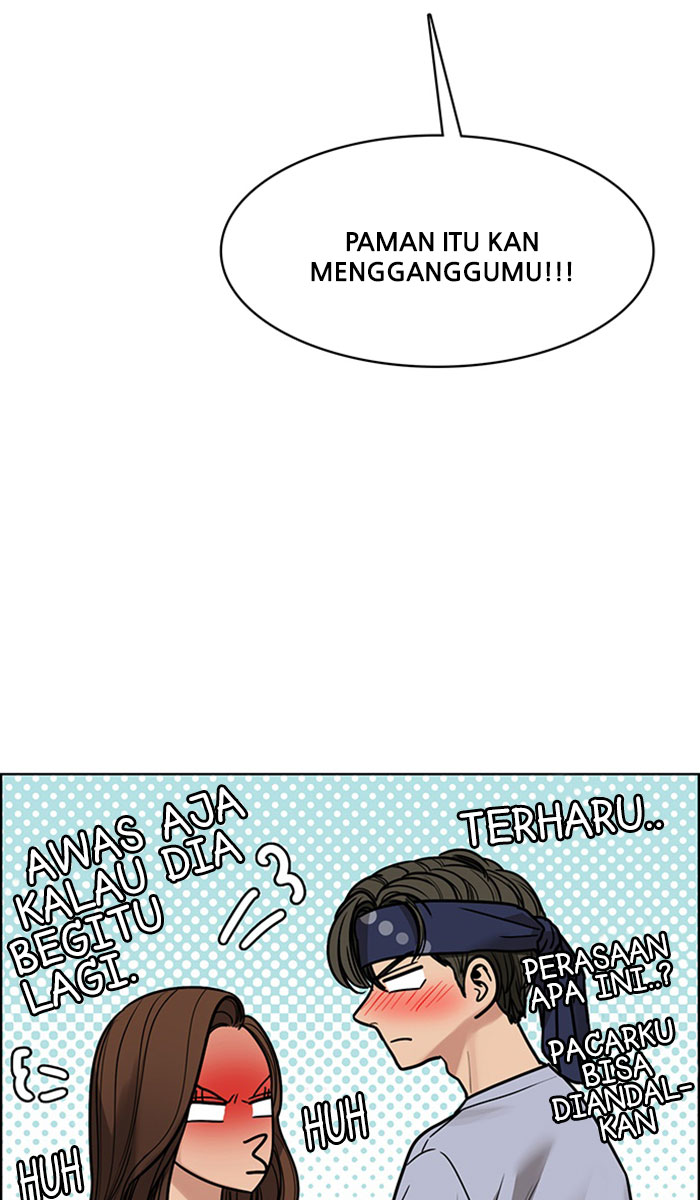 PAMAN ITU KAN
MENGGANGGUMU!!!
AWAS AJA
KALAU DIA
BEGITU
LAGI.
TERHARU..
PERASAAN
APA INI..?
PACARKU
BISA
DIANDAL-
KAN
HUH
HUH